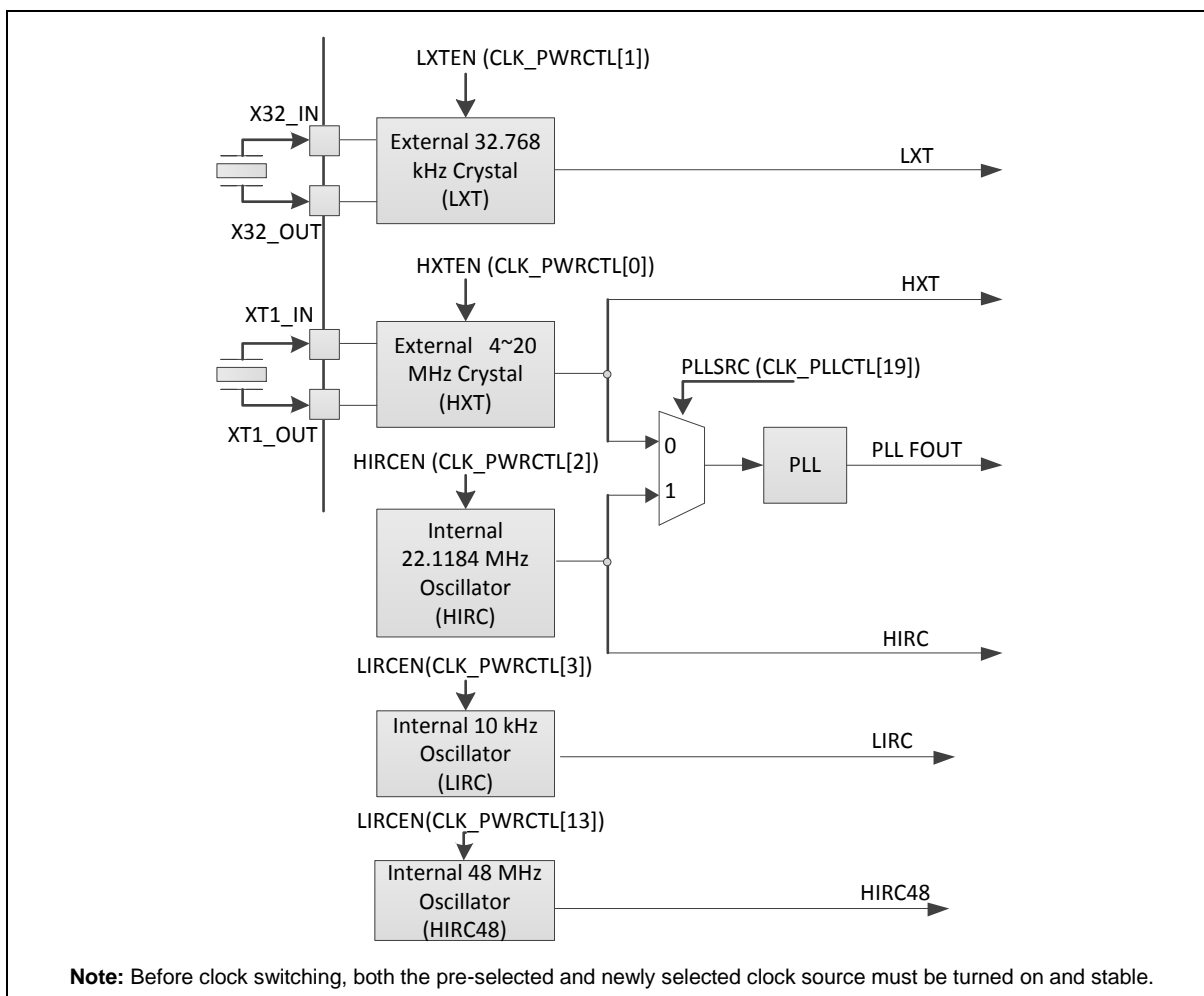 LXTEN (CLK_PWRCTL[1])
X32_IN
External 32.768
kHz Crystal
(LXT)
LXT
X32_OUT
HXTEN (CLK_PWRCTL[0])
HXT
XT1_IN
External 4~20
MHz Crystal
(HXT)
PLLSRC (CLK_PLLCTL[19])
XT1_OUT
0
1
PLL
PLL FOUT
HIRCEN (CLK_PWRCTL[2])
Internal
22.1184 MHz
Oscillator
(HIRC)
HIRC
LIRCEN(CLK_PWRCTL[3])
Internal 10 kHz
Oscillator
(LIRC)
LIRC
LIRCEN(CLK_PWRCTL[13])
Internal 48 MHz
Oscillator
(HIRC48)
HIRC48
Note: Before clock switching, both the pre-selected and newly selected clock source must be turned on and stable.